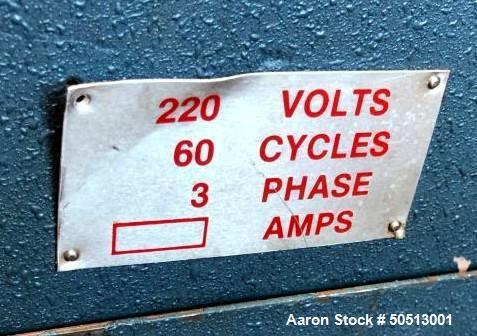 220 VOLTS
60 CYCLES
3 PHASE
AMPS
Aaron Stock # 50513001